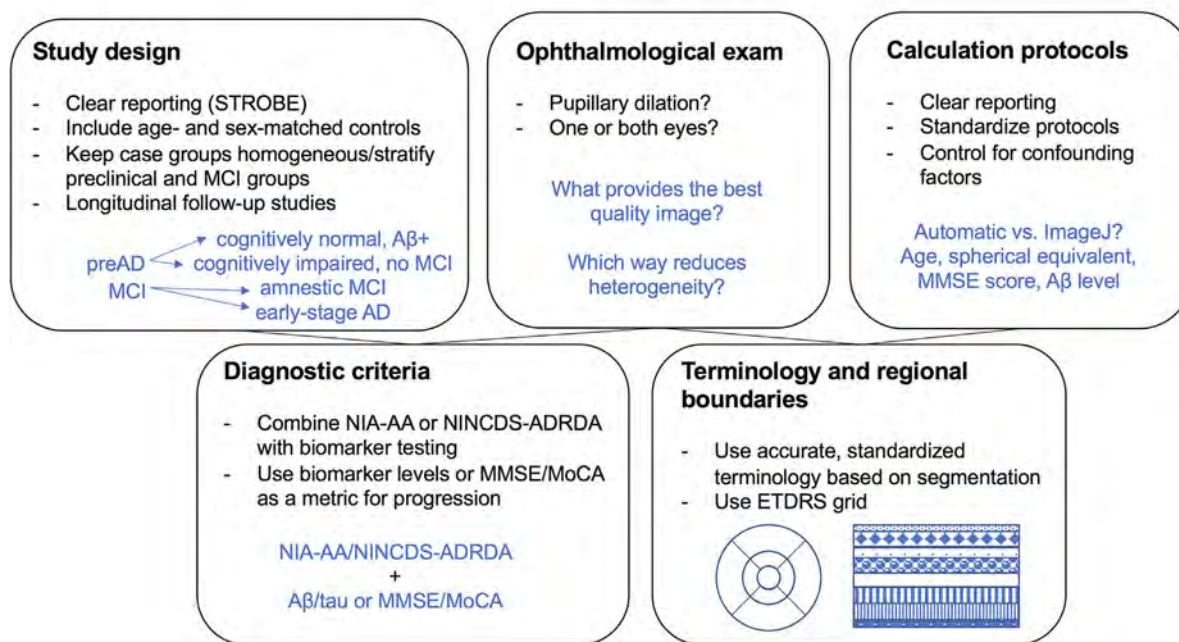 Study design
- Clear reporting (STROBE)
- Include age- and sex-matched controls
- Keep case groups homogeneous/stratify
preclinical and MCI groups
- Longitudinal follow-up studies
cognitively normal, Aβ+
preAD
cognitively impaired, no MCI
MCI
amnestic MCI
early-stage AD
Ophthalmological exam
- Pupillary dilation?
- One or both eyes?
What provides the best
quality image?
Which way reduces
heterogeneity?
Calculation protocols
- Clear reporting
- Standardize protocols
- Control for confounding
factors
Automatic vs. ImageJ?
Age, spherical equivalent,
MMSE score, Aβ level
Diagnostic criteria
- Combine NIA-AA or NINCDS-ADRDA
with biomarker testing
- Use biomarker levels or MMSE/MoCA
as a metric for progression
NIA-AA/NINCDS-ADRDA
+
Aβ/tau or MMSE/MoCA
Terminology and regional
boundaries
- Use accurate, standardized
terminology based on segmentation
- Use ETDRS grid